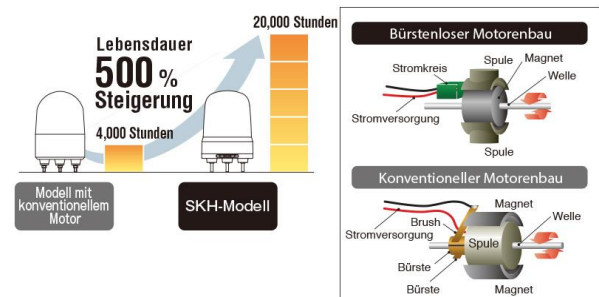 20,000 Stunden
Lebensdauer
500 %
Steigerung
4,000 Stunden
Modell mit
konventionellem
Motor
SKH-Modell
Bürstenloser Motorenbau
Spule
Magnet
Stromkreis
Welle
Stromversorgung
Spule
Konventioneller Motorenbau
Magnet
Brush
Welle
Stromversorgung
Spule
Bürste
Bürste
Magnet